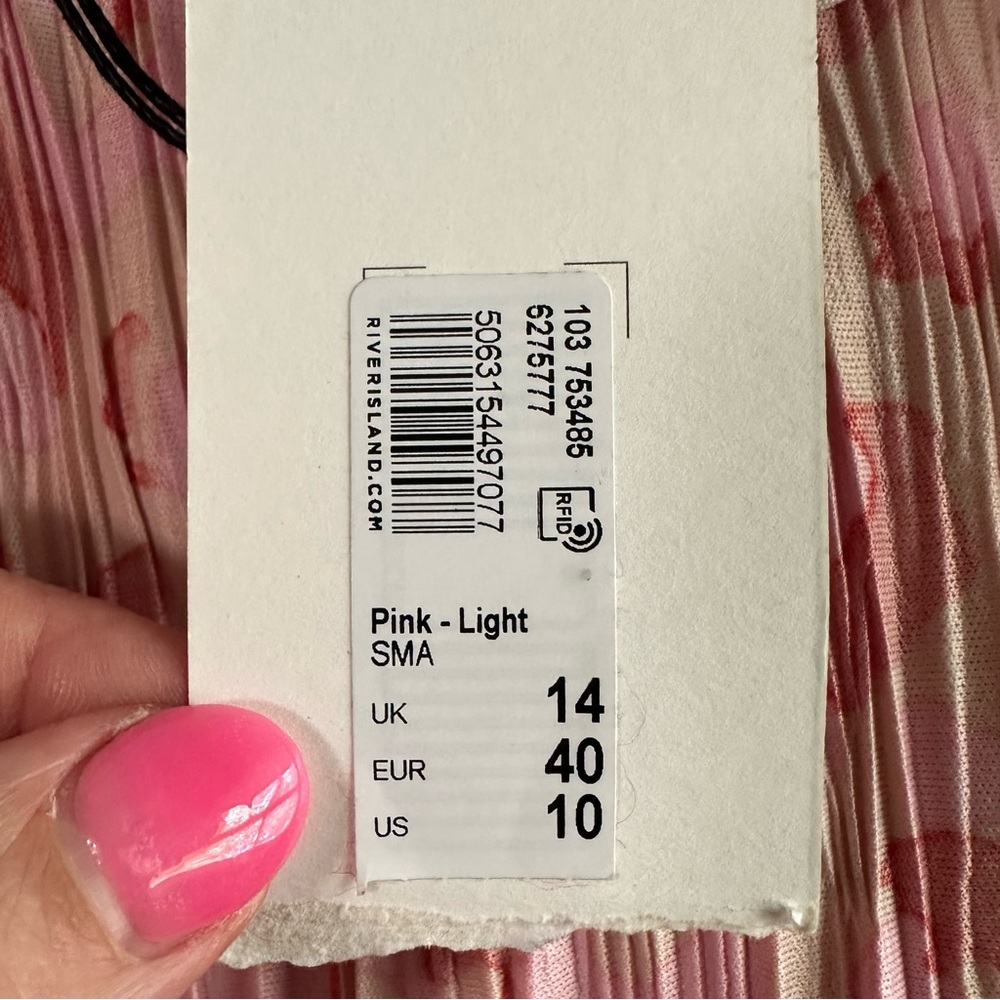 103 753485
6275777
RFID
5063154497077
RIVERISLAND.COM
Pink - Light
SMA
UK 14
EUR 40
US 10